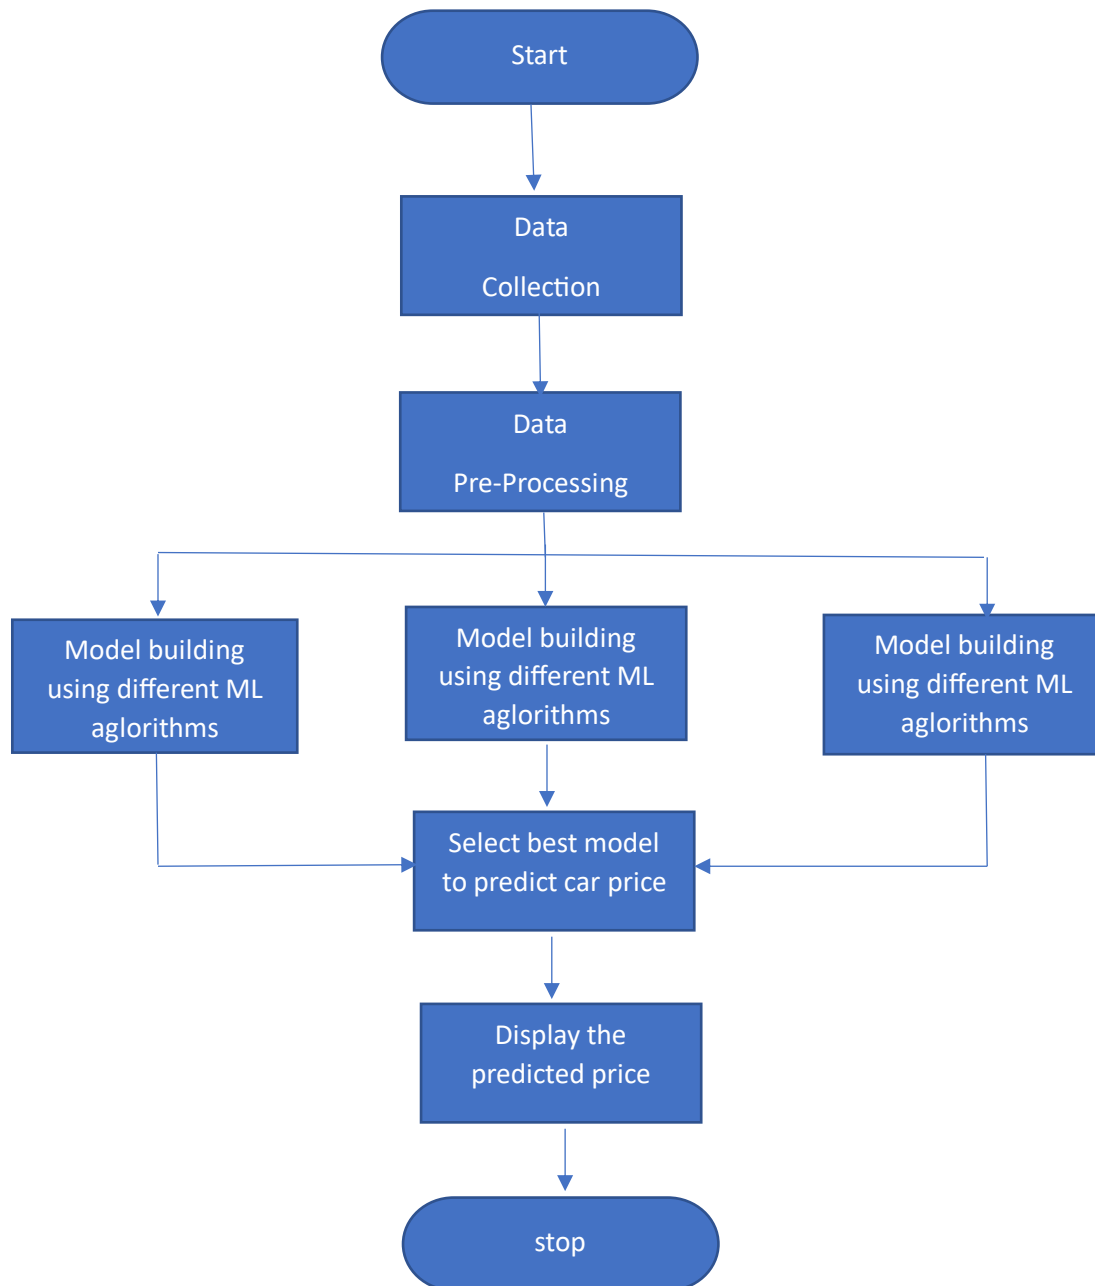 Start
Data
Collection
Data
Pre-Processing
Model building
using different ML
aglorithms
Model building
using different ML
aglorithms
Model building
using different ML
aglorithms
Select best model
to predict car price
Display the
predicted price
stop